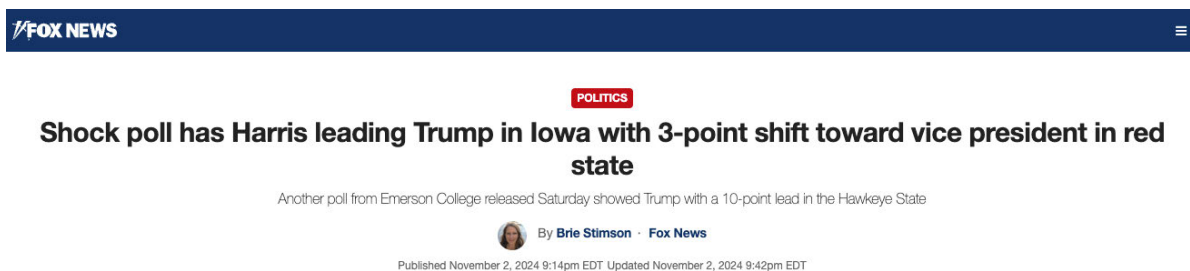 FOX NEWS
POLITICS
Shock poll has Harris leading Trump in Iowa with 3-point shift toward vice president in red
state
Another poll from Emerson College released Saturday showed Trump with a 10-point lead in the Hawkeye State
By Brie Stimson · Fox News
Published November 2, 2024 9:14pm EDT Updated November 2, 2024 9:42pm EDT